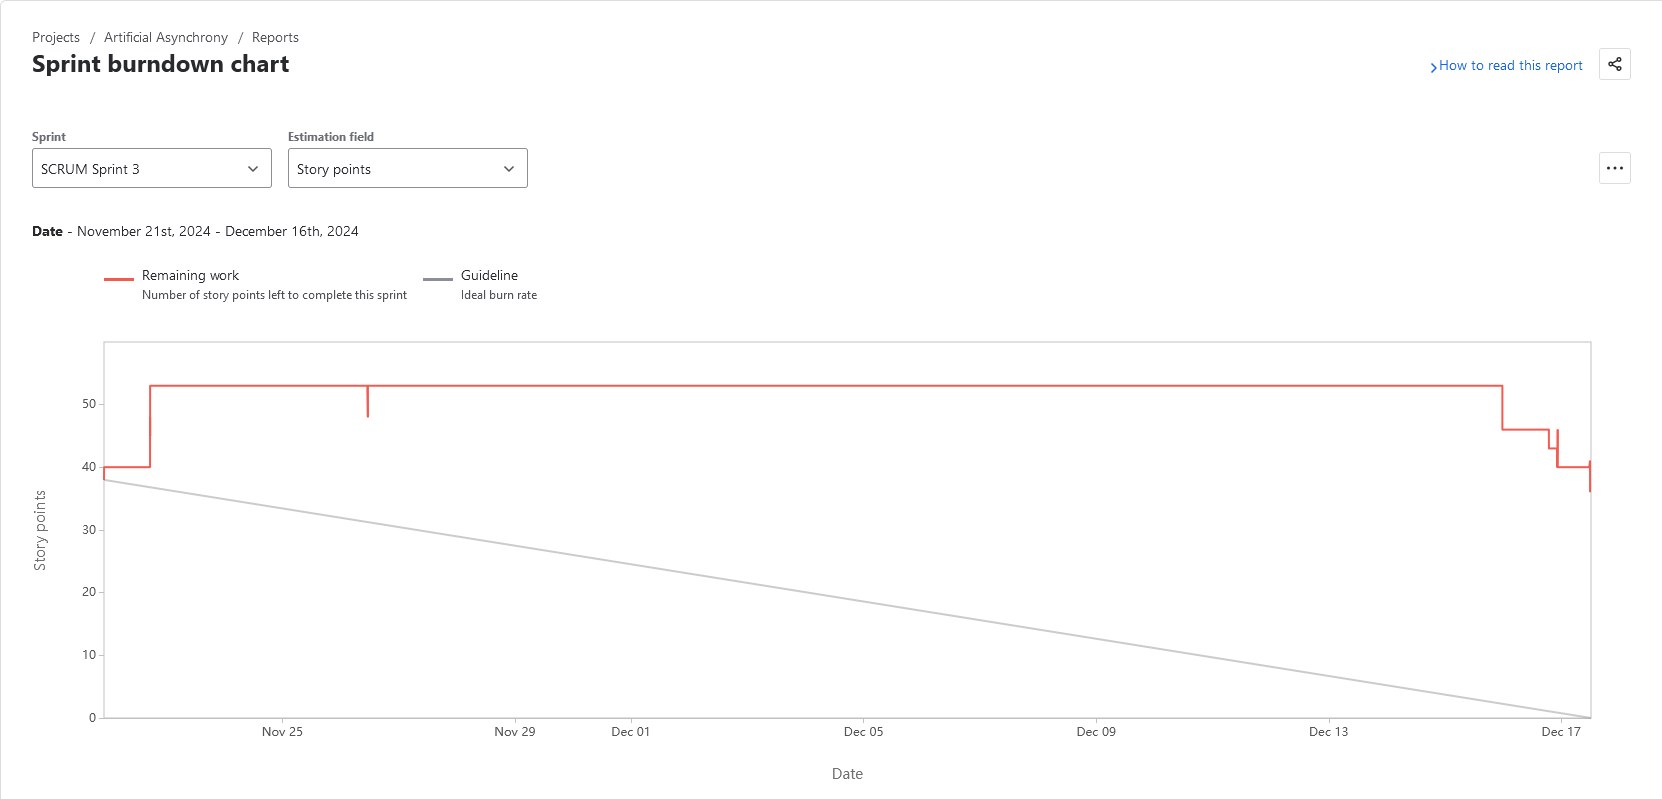 Projects / Artificial Asynchrony / Reports
Sprint burndown chart
How to read this report
Sprint
Estimation field
SCRUM Sprint 3
Story points
Date - November 21st, 2024 - December 16th, 2024
Remaining work
Number of story points left to complete this sprint
Guideline
Ideal burn rate
50
40
30
20
10
0
Story points
Nov 25
Nov 29
Dec 01
Dec 05
Dec 09
Dec 13
Dec 17
Date